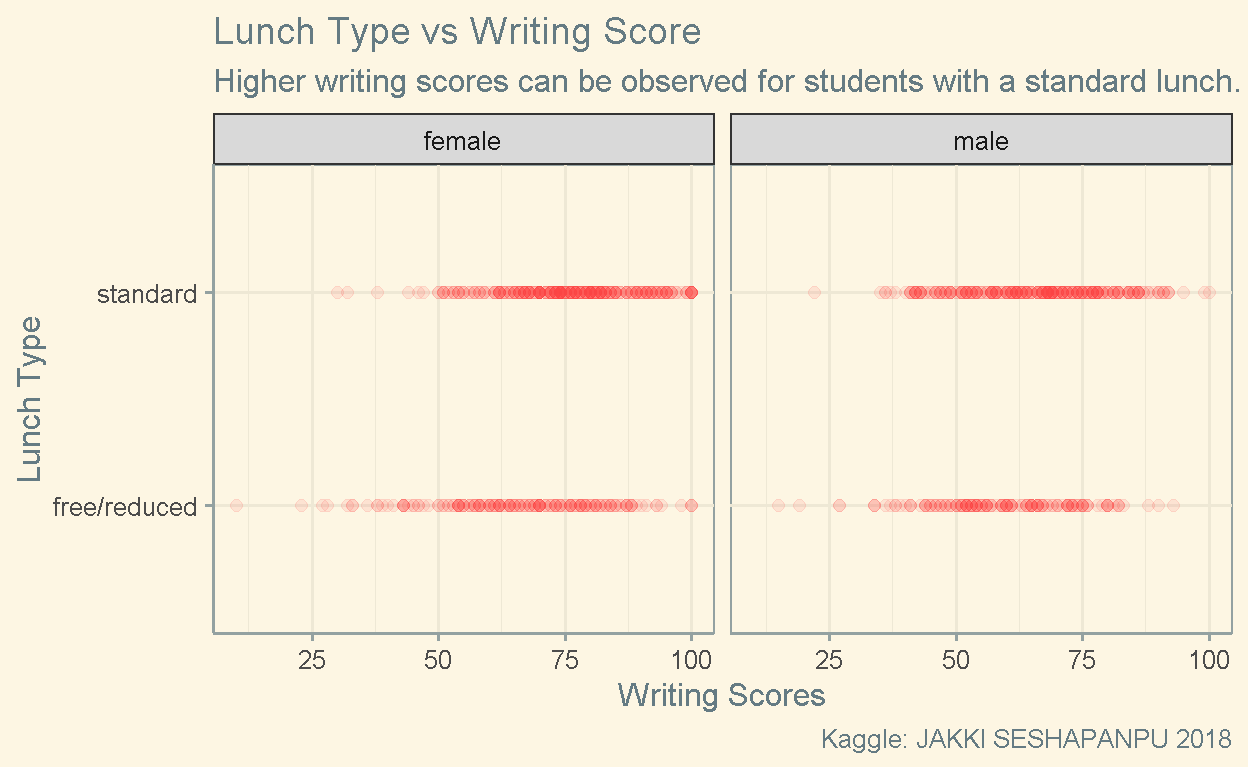 Lunch Type vs Writing Score
Higher writing scores can be observed for students with a standard lunch.
female
male
Lunch Type
standard
free/reduced
25 50 75 100
25 50 75 100
Writing Scores
Kaggle: JAKKI SESHAPANPU 2018